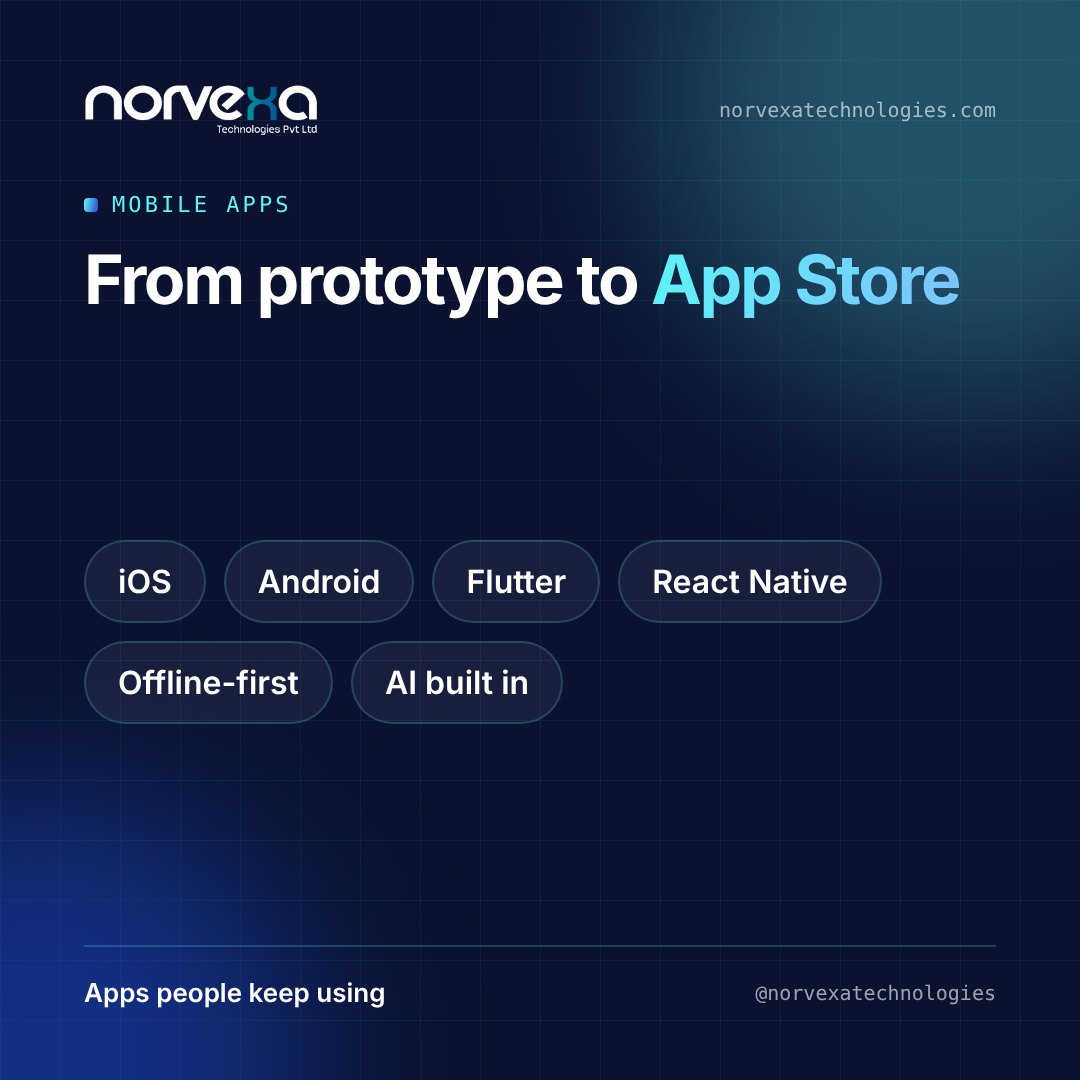 norvexa
Technologies Pvt Ltd
norvexatechnologies.com
MOBILE APPS
From prototype to App Store
iOS
Android
Flutter
React Native
Offline-first
AI built in
Apps people keep using
@norvexatechnologies